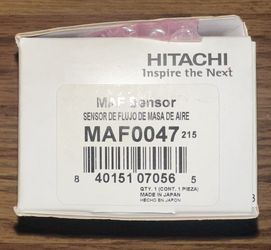 HITACHI
Inspire the Next
MAF Sensor
SENSOR DE FLUJO DE MASA DE AIRE
MAF0047 215
8 40151 07056 5
QTY. 1 (CONT. 1 PIEZA)
MADE IN JAPAN
HECHO EN JAPON